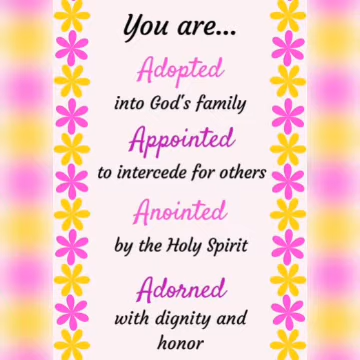 You are...
Adopted
into God's family
Appointed
to intercede for others
Anointed
by the Holy Spirit
Adorned
with dignity and
honor